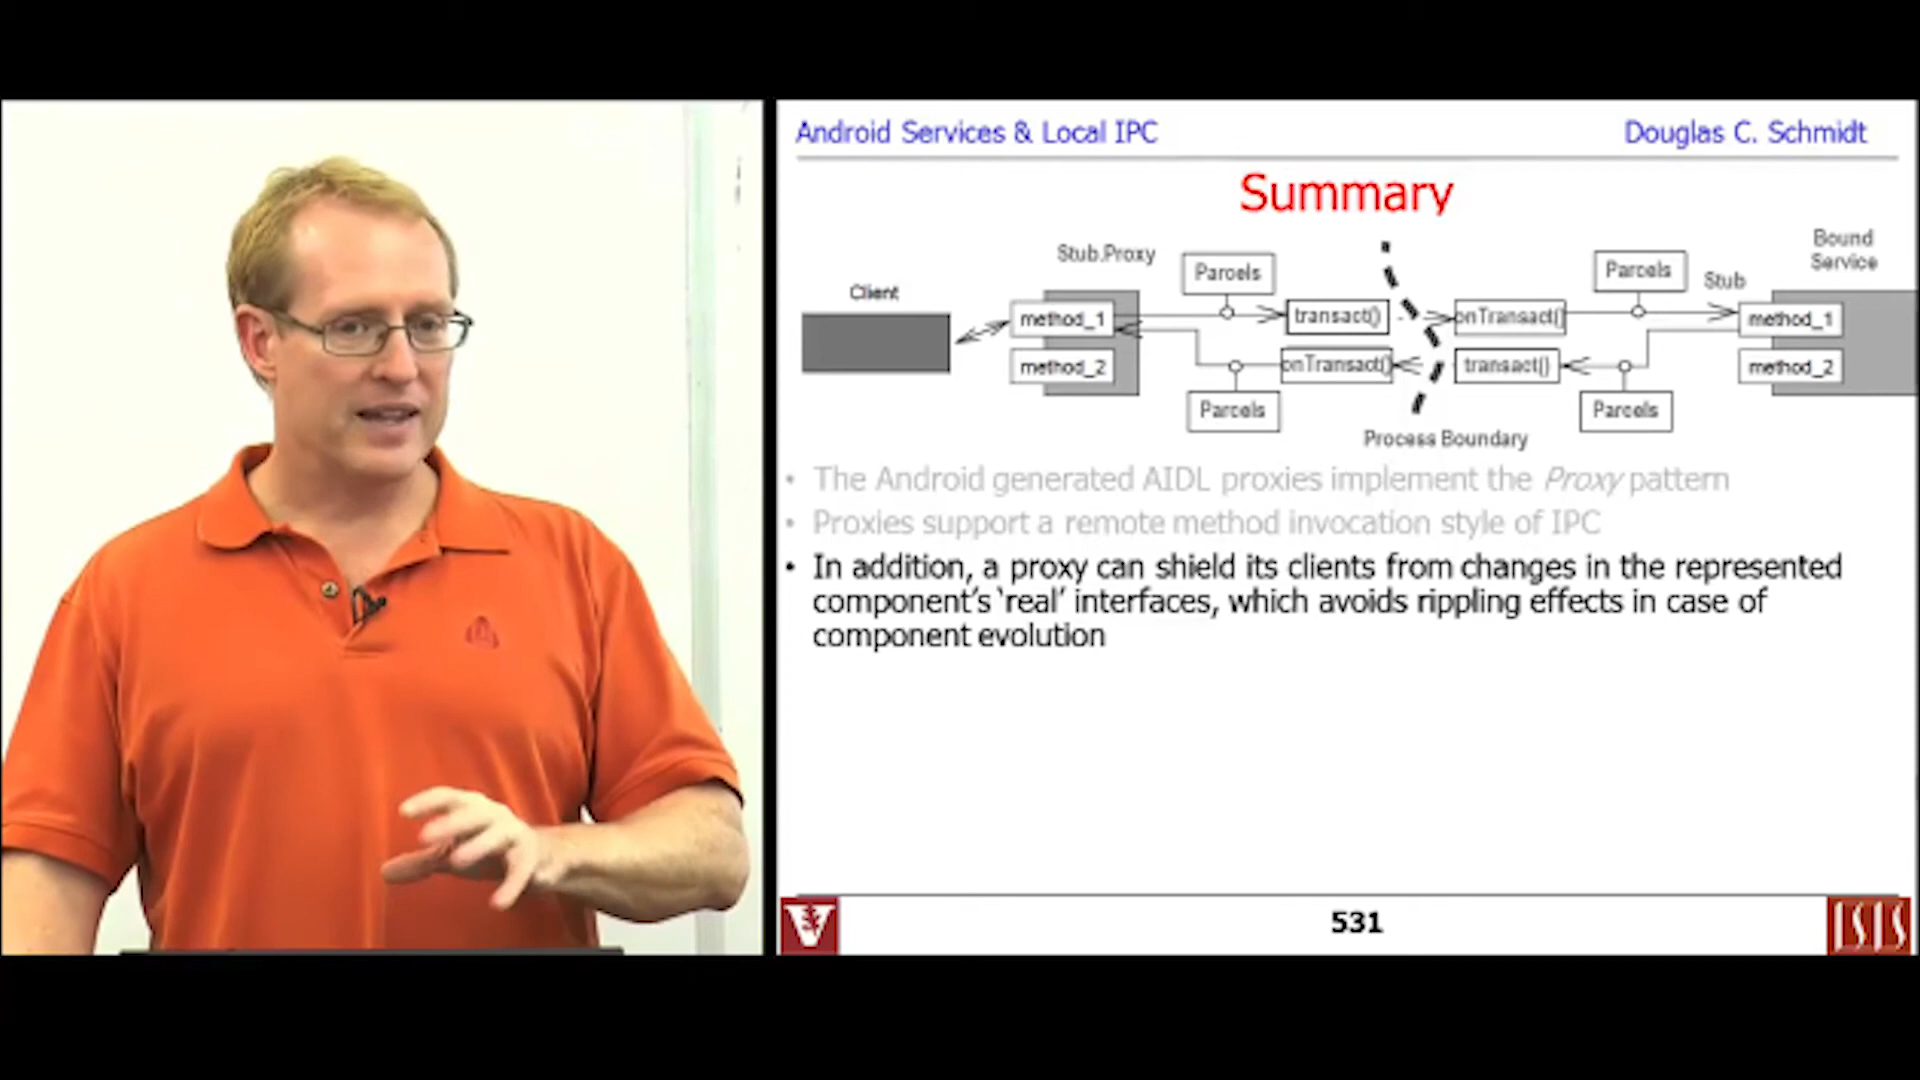 Android Services & Local IPC
Douglas C. Schmidt
Summary
Client
Stub.Proxy
method_1
method_2
Parcels
transact()
onTransact()
Parcels
Process Boundary
Parcels
onTransact()
transact()
Parcels
Stub
Bound
Service
method_1
method_2
• The Android generated AIDL proxies implement the Proxy pattern
• Proxies support a remote method invocation style of IPC
• In addition, a proxy can shield its clients from changes in the represented
component's ‘real’ interfaces, which avoids rippling effects in case of
component evolution
V
531
ISIS